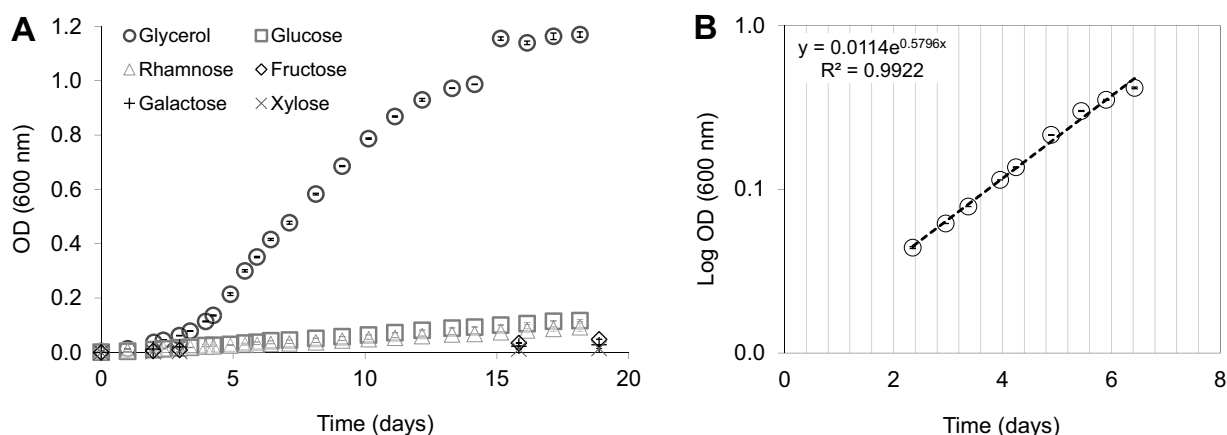 A
1.2
1.0
0.8
0.6
0.4
0.2
0.0
OD (600 nm)
Glycerol Glucose
Rhamnose Fructose
Galactose Xylose
0 5 10 15 20
Time (days)
B
1.0
0.1
0.0
Log OD (600 nm)
y = 0.0114e^0.5796x
R² = 0.9922
0 2 4 6 8
Time (days)